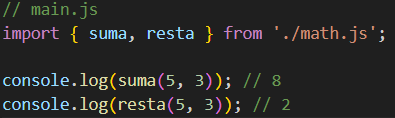 // main.js
import { suma, resta } from './math.js';
console.log(suma(5, 3)); // 8
console.log(resta(5, 3)); // 2